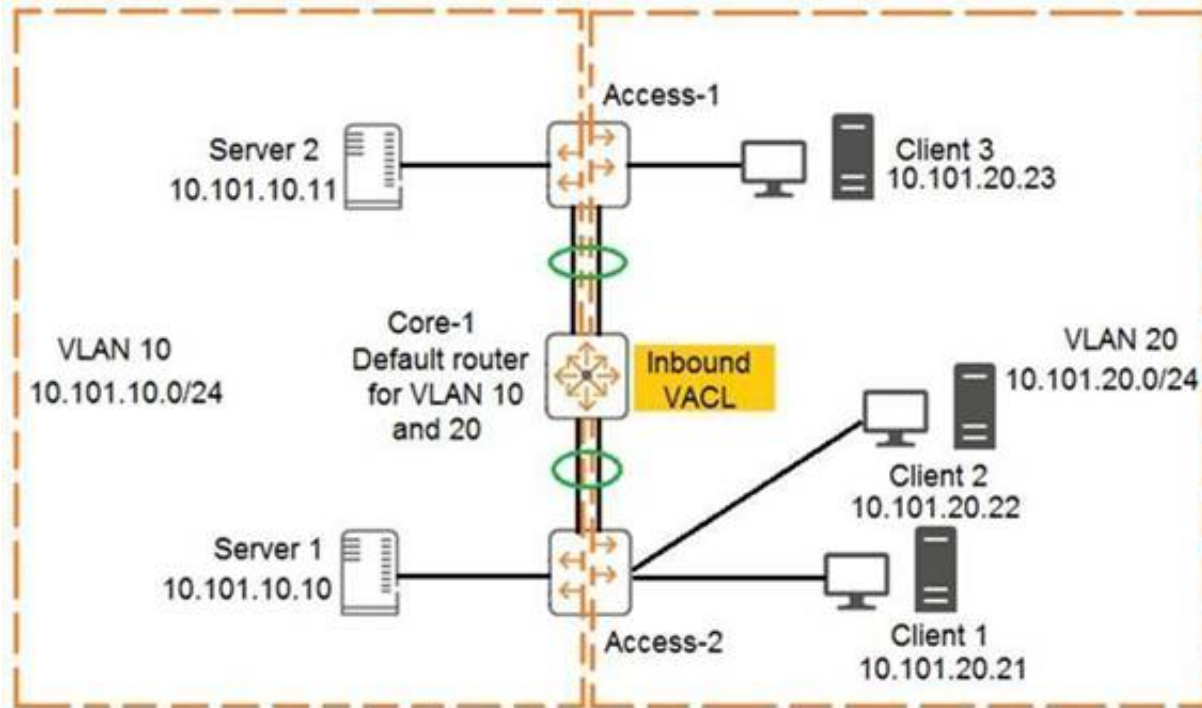 Access-1
Server 2
10.101.10.11
Client 3
10.101.20.23
VLAN 10
10.101.10.0/24
Core-1
Default router
for VLAN 10
and 20
Inbound
VACL
VLAN 20
10.101.20.0/24
Client 2
10.101.20.22
Server 1
10.101.10.10
Client 1
10.101.20.21
Access-2